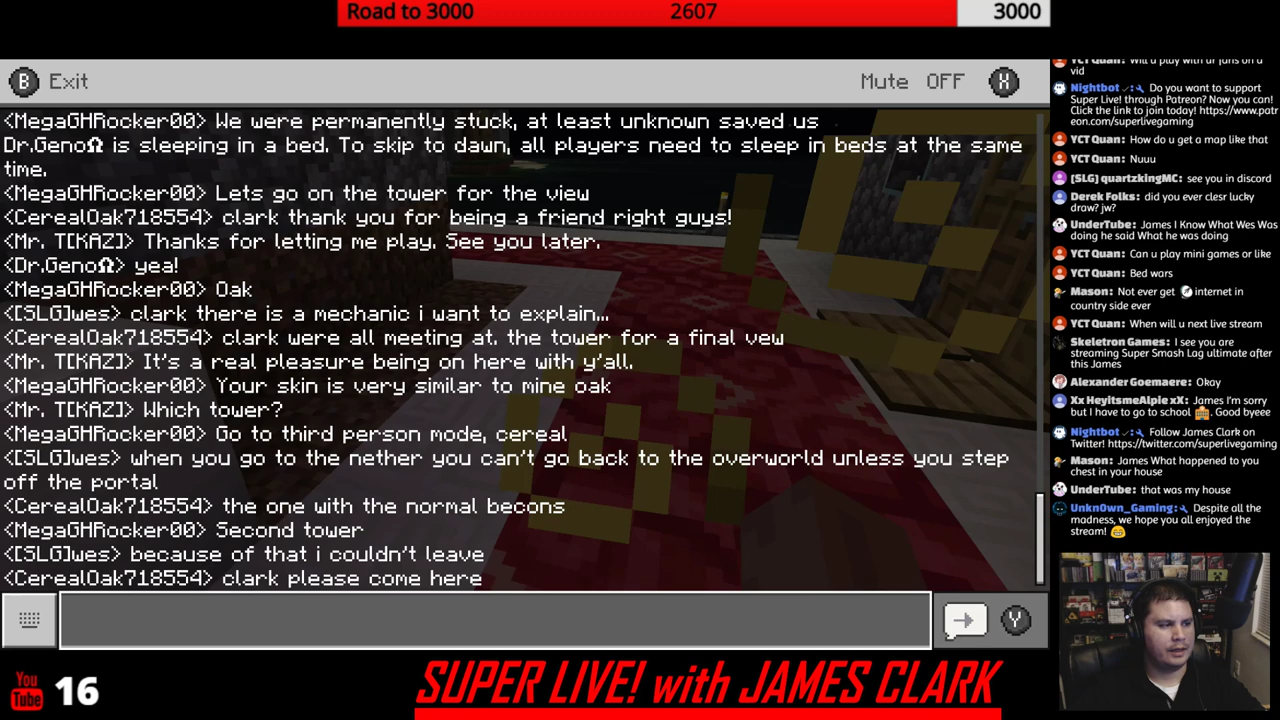 Road to 3000 2607 3000
B Exit Mute OFF X
<MegaGHRocker00> We were permanently stuck, at least unknown saved us
Dr.GenoΩ is sleeping in a bed. To skip to dawn, all players need to sleep in beds at the same
time.
<MegaGHRocker00> Lets go on the tower for the view
<CerealOak718554> clark thank you for being a friend right guys!
<Mr. T[KAZ]> Thanks for letting me play. See you later.
<Dr.GenoΩ> yea!
<MegaGHRocker00> Oak
<[SLG]wes> clark there is a mechanic i want to explain...
<CerealOak718554> clark were all meeting at. the tower for a final vew
<Mr. T[KAZ]> It's a real pleasure being on here with y'all.
<MegaGHRocker00> Your skin is very similar to mine oak
<Mr. T[KAZ]> Which tower?
<MegaGHRocker00> Go to third person mode, cereal
<[SLG]wes> when you go to the nether you can't go back to the overworld unless you step
off the portal
<CerealOak718554> the one with the normal becons
<MegaGHRocker00> Second tower
<[SLG]wes> because of that i couldn't leave
<CerealOak718554> clark please come here
Y
YCT Quan: Will u play with ur fans on a
vid
Nightbot: Do you want to support
Super Live! through Patreon? Now you can!
Click the link to join today! https://www.patr
eon.com/superlivegaming
YCT Quan: How do u get a map like that
YCT Quan: Nuuu
[SLG] quartzkingMC: see you in discord
Derek Folks: did you ever clesr lucky
draw? jw?
UnderTube: James I Know What Wes Was
doing he said What he was doing
YCT Quan: Can u play mini games or like
YCT Quan: Bed wars
Mason: Not ever get internet in
country side ever
YCT Quan: When will u next live stream
Skeletron Games: I see you are
streaming Super Smash Lag ultimate after
this James
Alexander Goemaere: Okay
Xx HeyitsmeAlpie xX: James I'm sorry
but I have to go to school. Good byeee
Nightbot: Follow James Clark on
Twitter! https://twitter.com/superlivegaming
Mason: James What happened to you
chest in your house
UnderTube: that was my house
Unkn0wn_Gaming: Despite all the
madness, we hope you all enjoyed the
stream!
You
Tube 16
SUPER LIVE! with JAMES CLARK